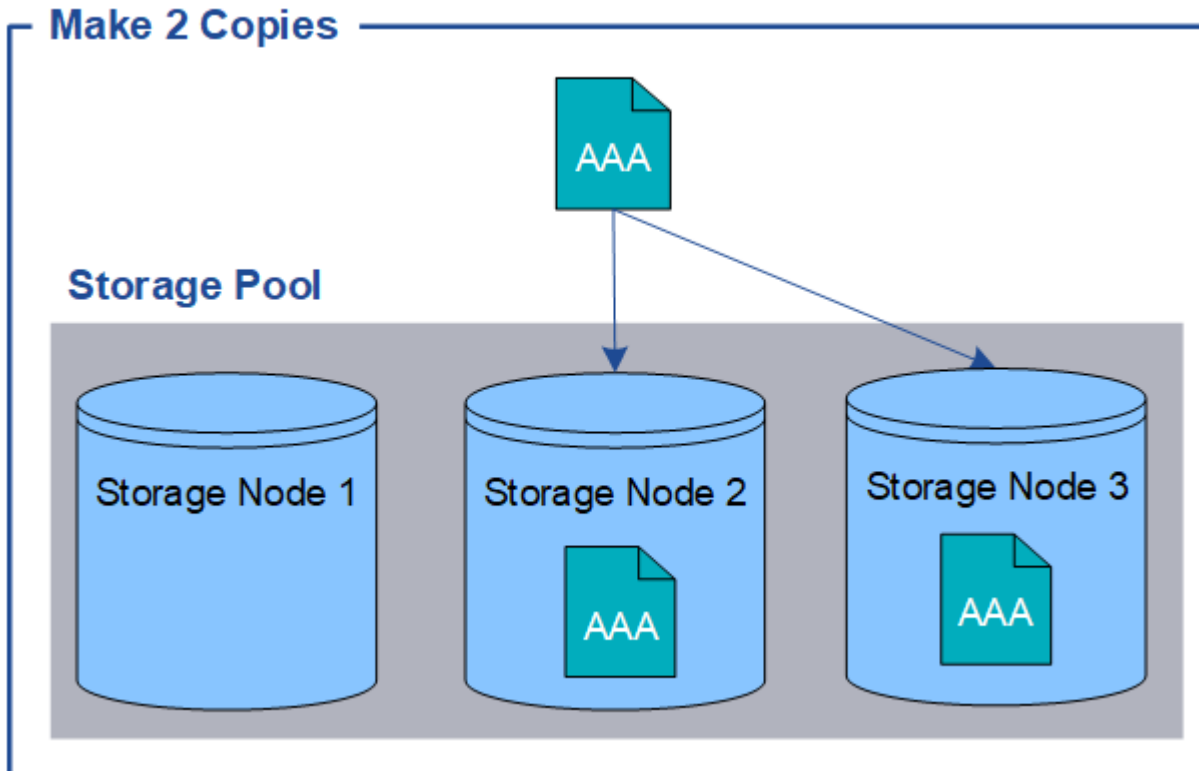 Make 2 Copies
AAA
Storage Pool
Storage Node 1
Storage Node 2
Storage Node 3
AAA
AAA